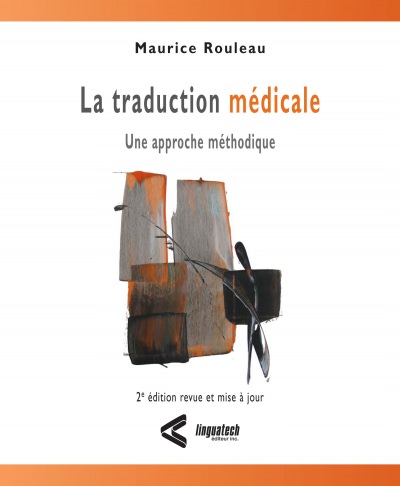 Maurice Rouleau
La traduction médicale
Une approche méthodique
2e édition revue et mise à jour
linguatech
éditeur inc.